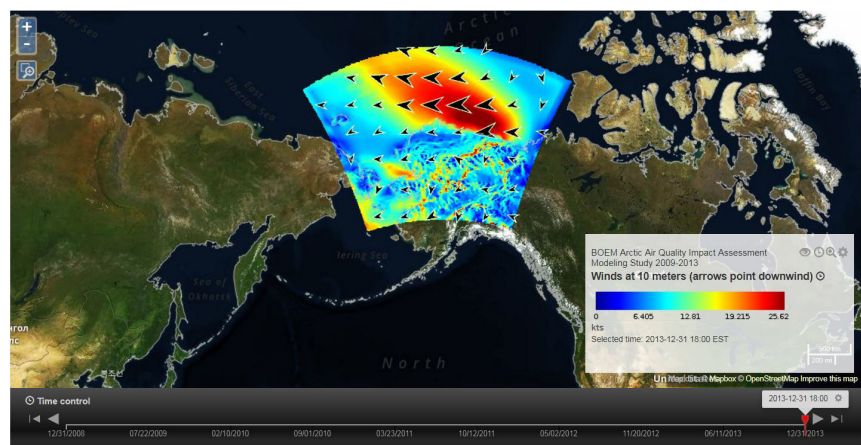 +
-
Arctic
Ocean
East
Siberian Sea
Baffin Bay
Sea of
Okhotsk
North
BOEM Arctic Air Quality Impact Assessment
Modeling Study 2009-2013
Winds at 10 meters (arrows point downwind)
0 6.405 12.81 19.215 25.62
kts
Selected time: 2013-12-31 18:00 EST
500 km
200 mi
Mapbox © OpenStreetMap Improve this map
Time control
2013-12-31 18:00
12/31/2008 07/22/2009 02/10/2010 09/01/2010 03/23/2011 10/12/2011 05/02/2012 11/20/2012 06/11/2013 12/31/2013